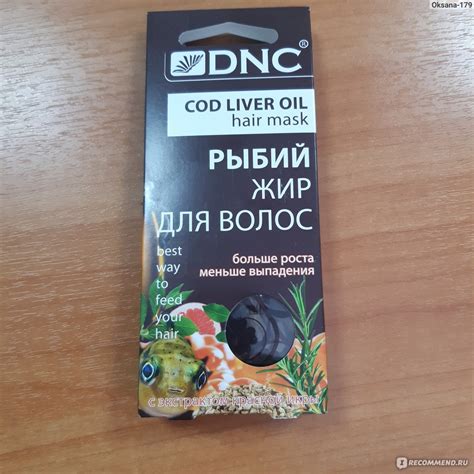 Oksana-179
DNC®
COD LIVER OIL
hair mask
РЫБИЙ
ЖИР
ДЛЯ ВОЛОС
best
way
to
feed
your
hair
больше роста
меньше выпадения
с экстрактом красной икры
IRECOMMEND.RU